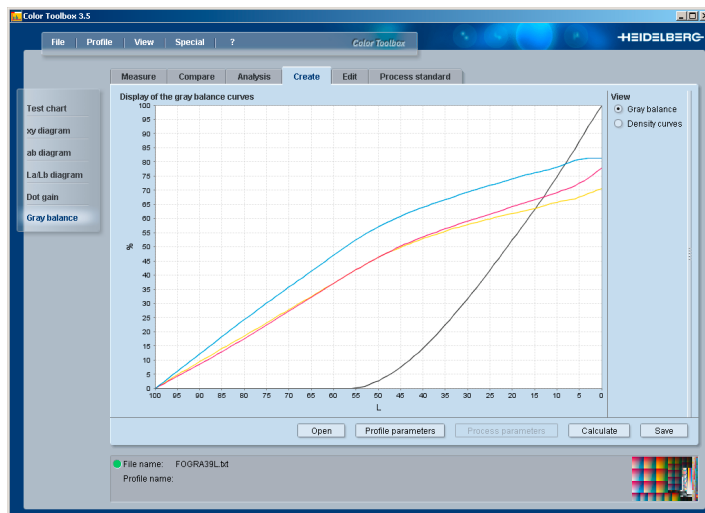 Color Toolbox 3.5
File | Profile | View | Special | ?
Color Toolbox
HEIDELBERG
Measure Compare Analysis Create Edit Process standard
Test chart
xy diagram
ab diagram
La/Lb diagram
Dot gain
Gray balance
Display of the gray balance curves
100
95
90
85
80
75
70
65
60
55
50
45
40
35
30
25
20
15
10
5
0
%
100 95 90 85 80 75 70 65 60 55 50 45 40 35 30 25 20 15 10 5 0
L
View
Gray balance
Density curves
Open Profile parameters Process parameters Calculate Save
File name: FOGRA39L.txt
Profile name: